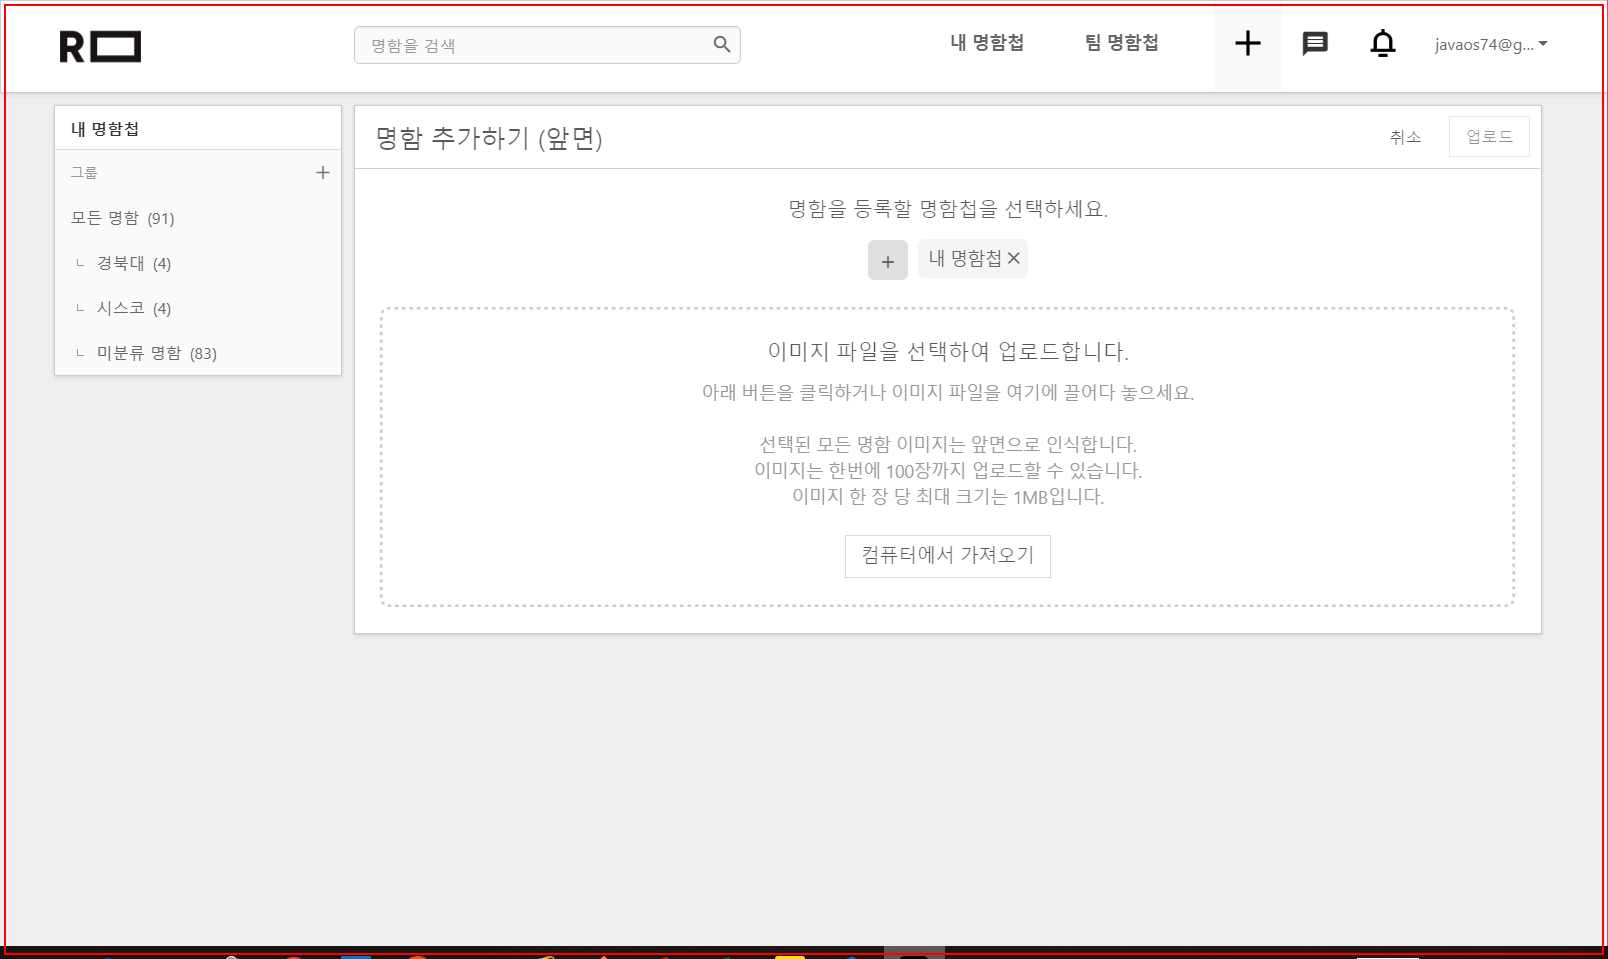 R
명함을 검색
내 명함첩
팀 명함첩
javaos74@g...
내 명함첩
그룹
모든 명함 (91)
경북대 (4)
시스코 (4)
미분류 명함 (83)
명함 추가하기 (앞면)
취소
업로드
명함을 등록할 명함첩을 선택하세요.
+
내 명함첩
이미지 파일을 선택하여 업로드합니다.
아래 버튼을 클릭하거나 이미지 파일을 여기에 끌어다 놓으세요.
선택된 모든 명함 이미지는 앞면으로 인식합니다.
이미지는 한번에 100장까지 업로드할 수 있습니다.
이미지 한 장 당 최대 크기는 1MB입니다.
컴퓨터에서 가져오기